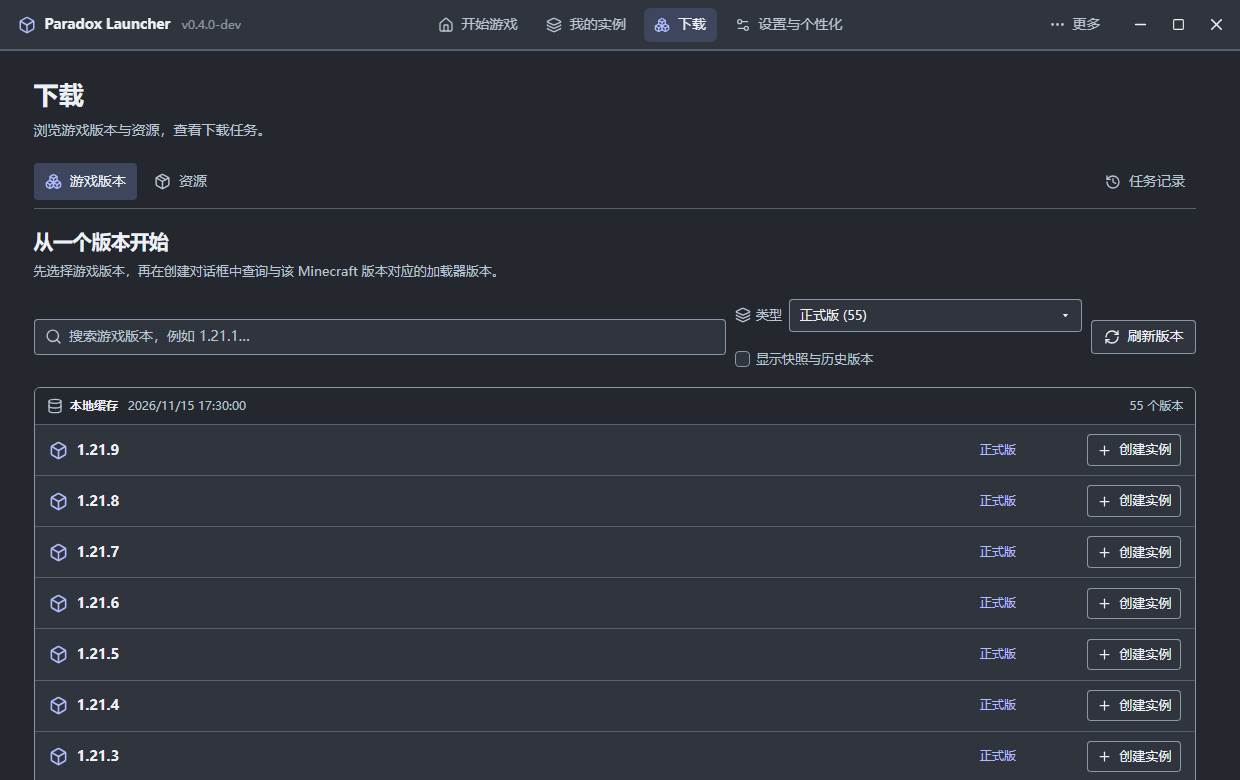 Paradox Launcher v0.4.0-dev 开始游戏 我的实例 下载 设置与个性化 更多
下载
浏览游戏版本与资源，查看下载任务。
游戏版本 资源 任务记录
从一个版本开始
先选择游戏版本，再在创建对话框中查询与该 Minecraft 版本对应的加载器版本。
类型 正式版 (55)
搜索游戏版本，例如 1.21.1... 刷新版本
显示快照与历史版本
本地缓存 2026/11/15 17:30:00 55 个版本
1.21.9 正式版 创建实例
1.21.8 正式版 创建实例
1.21.7 正式版 创建实例
1.21.6 正式版 创建实例
1.21.5 正式版 创建实例
1.21.4 正式版 创建实例
1.21.3 正式版 创建实例